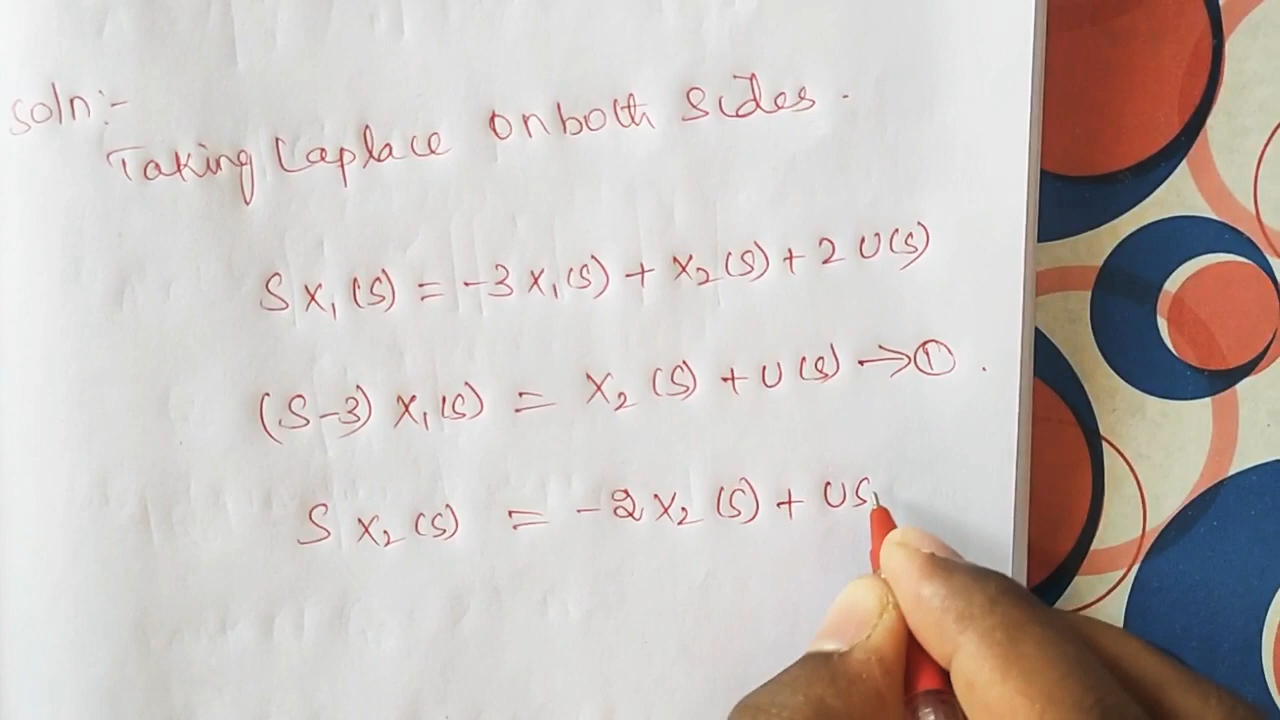 Soln:-
Taking Laplace on both sides.
S X₁(S) = -3 X₁(S) + X₂(S) + 2 U(S)
(S-3) X₁(S) = X₂(S) + U(S) → ① .
S X₂(S) = -2 X₂(S) + US